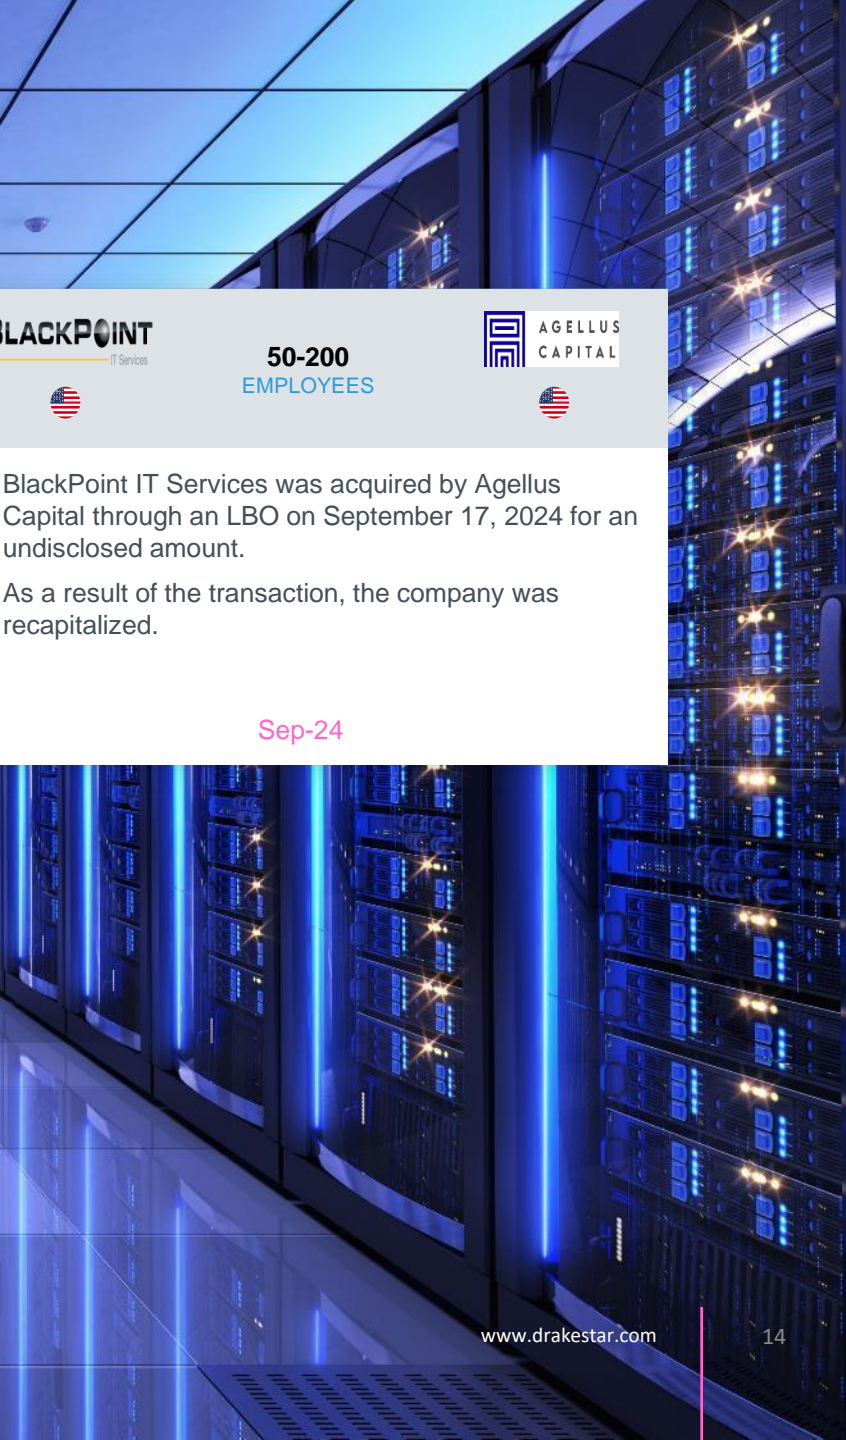 BLACKPOINT
IT Services
50-200
EMPLOYEES
AGELLUS
CAPITAL
BlackPoint IT Services was acquired by Agellus
Capital through an LBO on September 17, 2024 for an
undisclosed amount.
As a result of the transaction, the company was
recapitalized.
Sep-24
www.drakestar.com
14